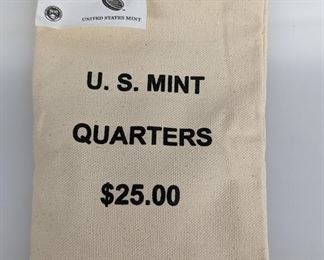 UNITED STATES MINT
U. S. MINT
QUARTERS
$25.00